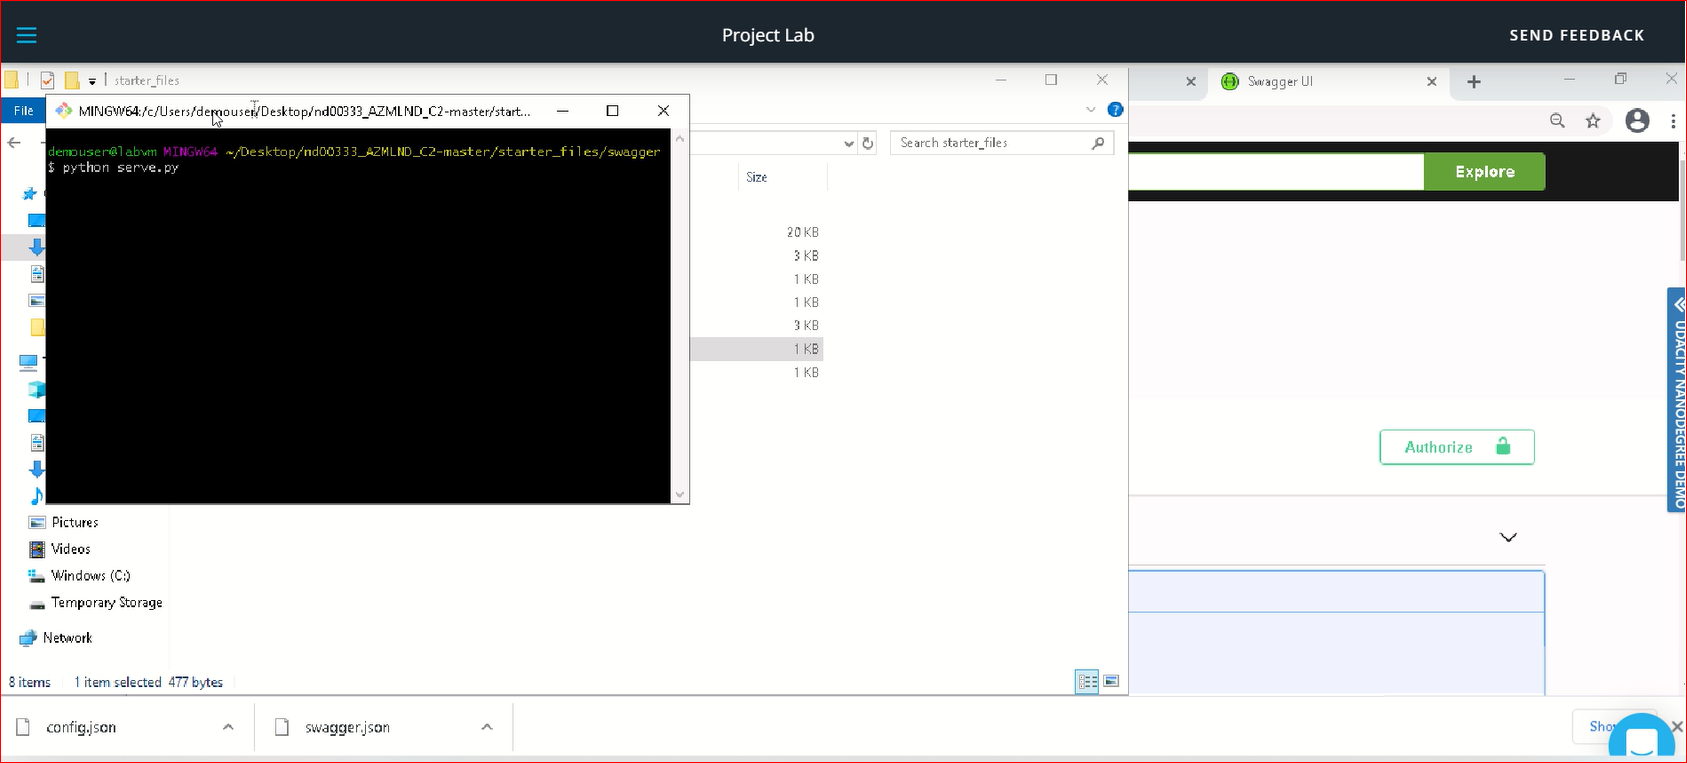 Project Lab
SEND FEEDBACK
starter_files
Swagger UI
File
MINGW64:/c/Users/demouser/Desktop/nd00333_AZMLND_C2-master/start...
demouser@labvm MINGW64 ~/Desktop/nd00333_AZMLND_C2-master/starter_files/swagger
$ python serve.py
Search starter_files
Explore
Size
20 KB
3 KB
1 KB
1 KB
3 KB
1 KB
1 KB
UDACITY NANODEGREE DEMO
Authorize
Pictures
Videos
Windows (C:)
Temporary Storage
Network
8 items 1 item selected 477 bytes
config.json
swagger.json